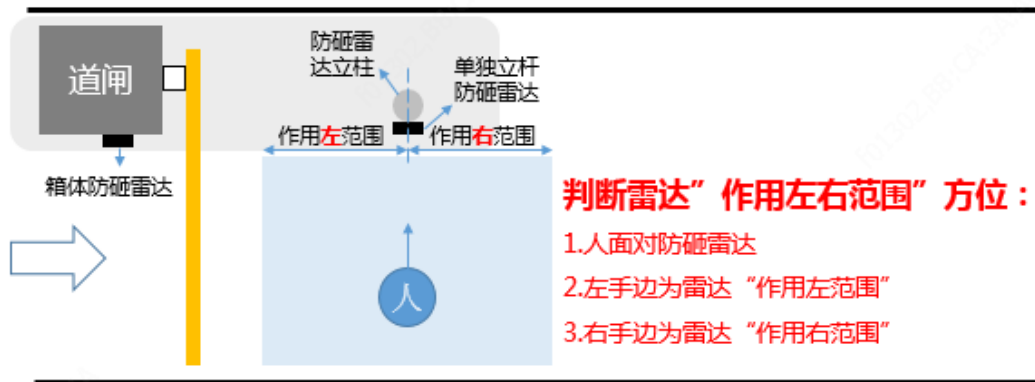 道闸
防砸雷
达立柱
单独立杆
防砸雷达
作用左范围
作用右范围
箱体防砸雷达
人
判断雷达”作用左右范围”方位：
1.人面对防砸雷达
2.左手边为雷达“作用左范围”
3.右手边为雷达“作用右范围”